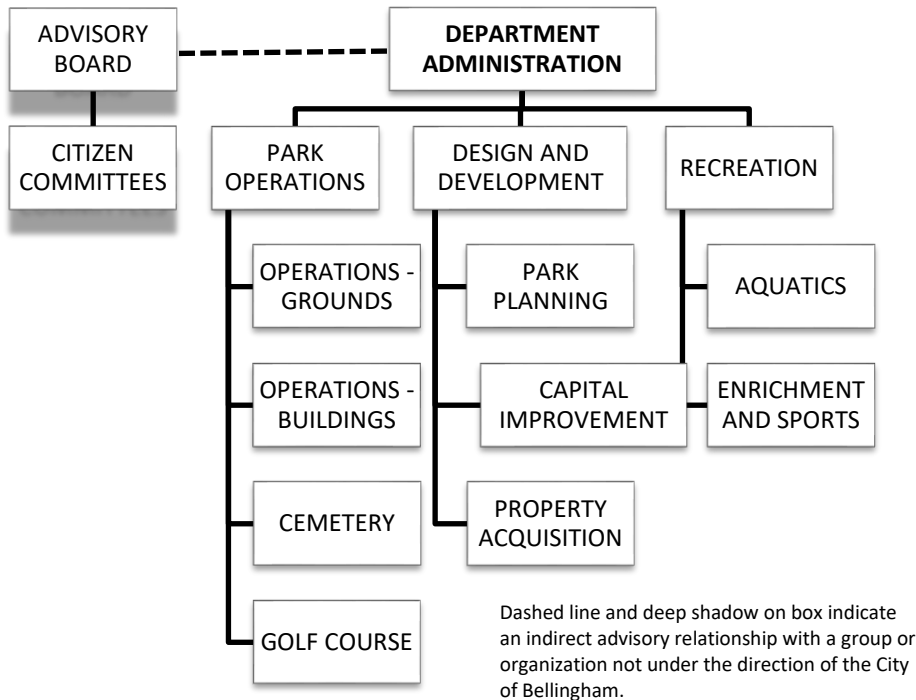 ADVISORY
BOARD
DEPARTMENT
ADMINISTRATION
CITIZEN
COMMITTEES
PARK
OPERATIONS
DESIGN AND
DEVELOPMENT
RECREATION
OPERATIONS -
GROUNDS
PARK
PLANNING
AQUATICS
OPERATIONS -
BUILDINGS
CAPITAL
IMPROVEMENT
ENRICHMENT
AND SPORTS
CEMETERY
PROPERTY
ACQUISITION
GOLF COURSE
Dashed line and deep shadow on box indicate
an indirect advisory relationship with a group or
organization not under the direction of the City
of Bellingham.